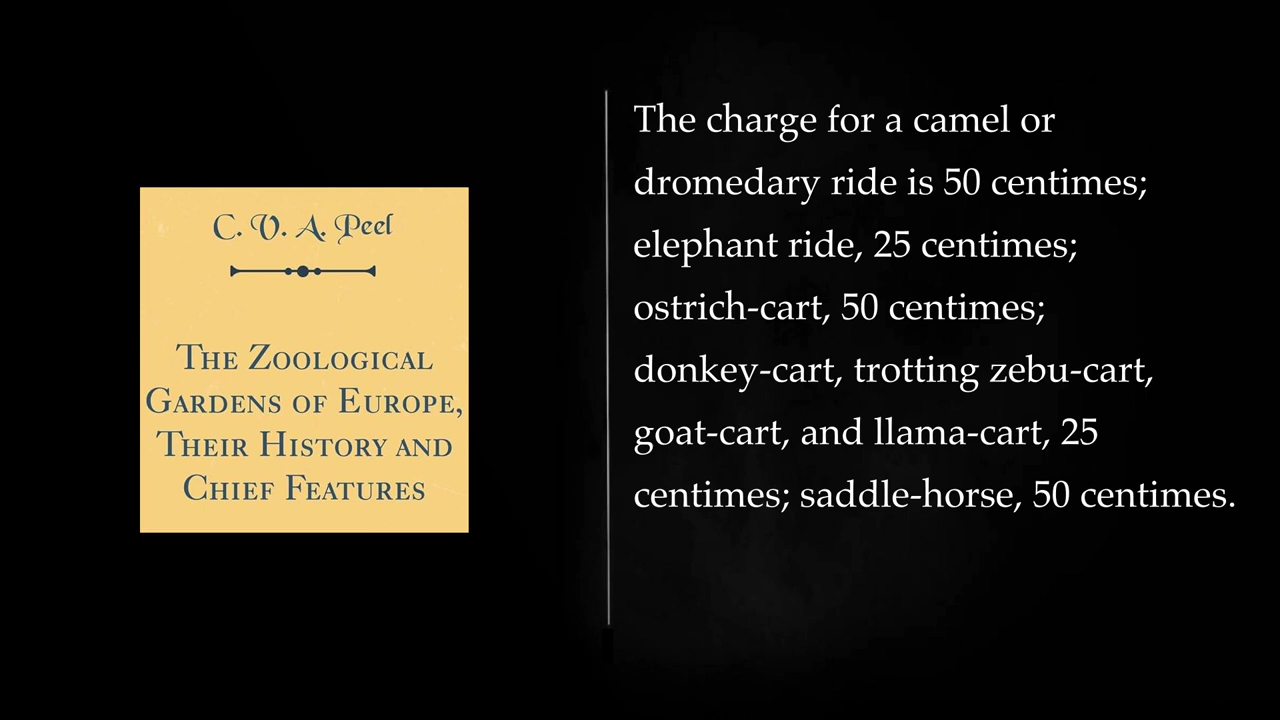 C. V. A. Peel
The Zoological
Gardens of Europe,
Their History and
Chief Features
The charge for a camel or
dromedary ride is 50 centimes;
elephant ride, 25 centimes;
ostrich-cart, 50 centimes;
donkey-cart, trotting zebu-cart,
goat-cart, and llama-cart, 25
centimes; saddle-horse, 50 centimes.